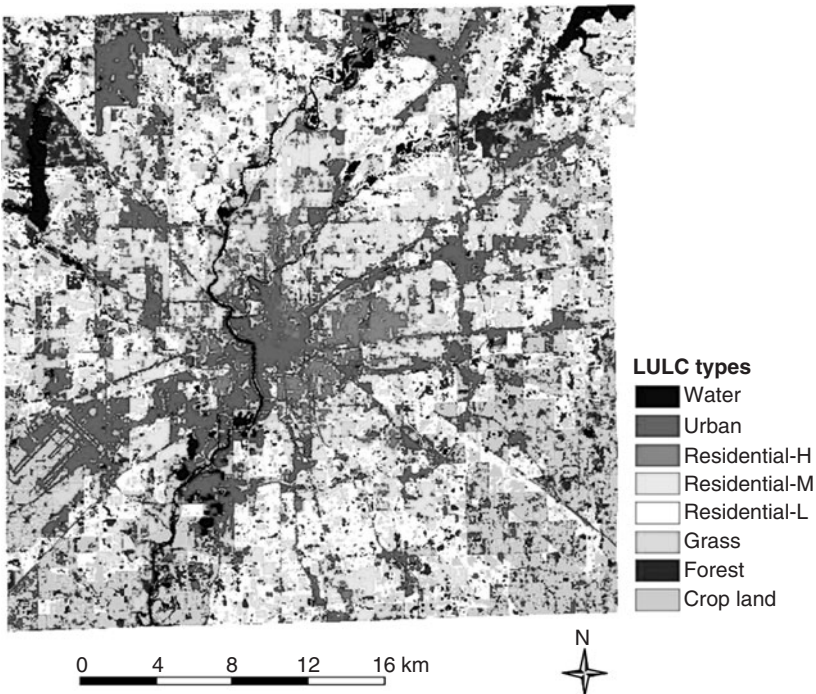 LULC types
Water
Urban
Residential-H
Residential-M
Residential-L
Grass
Forest
Crop land
N
0 4 8 12 16 km